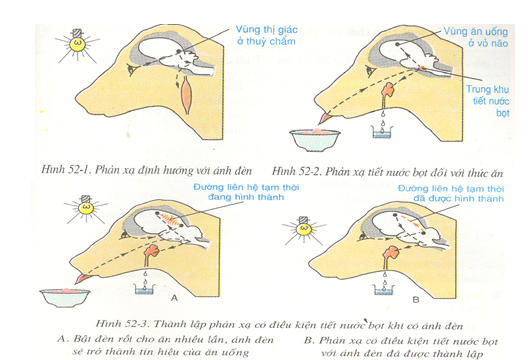 Vùng thị giác
ở thuỳ chẩm
Vùng ăn uống
ở vỏ não
Trung khu
tiết nước
bọt
Hình 52-1. Phản xạ định hướng với ánh đèn
Hình 52-2. Phản xạ tiết nước bọt đối với thức ăn
Đường liên hệ tạm thời
đang hình thành
Đường liên hệ tạm thời
đã được hình thành
A
B
Hình 52-3. Thành lập phản xạ có điều kiện tiết nước bọt khi có ánh đèn
A. Bật đèn rồi cho ăn nhiều lần, ánh đèn
sẽ trở thành tín hiệu của ăn uống
B. Phản xạ có điều kiện tiết nước bọt
với ánh đèn đã được thành lập